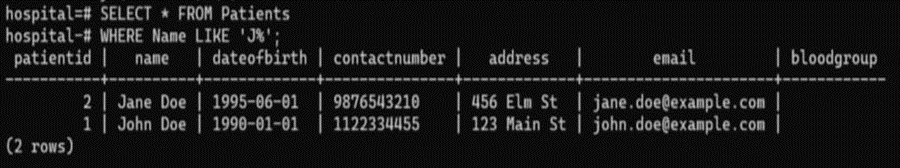 hospital=# SELECT * FROM Patients
hospital-# WHERE Name LIKE 'J%';
 patientid |   name   | dateofbirth | contactnumber |   address   |        email         | bloodgroup
-----------+----------+-------------+---------------+-------------+----------------------+------------
         2 | Jane Doe | 1995-06-01  | 9876543210    | 456 Elm St  | jane.doe@example.com |
         1 | John Doe | 1990-01-01  | 1122334455    | 123 Main St | john.doe@example.com |
(2 rows)